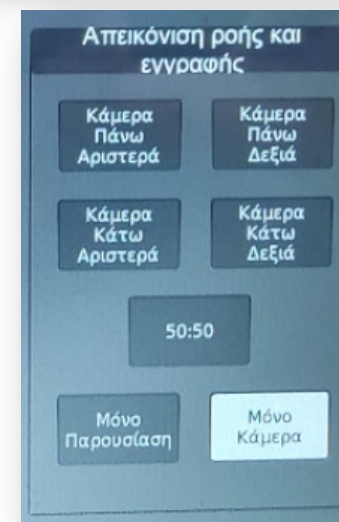 Απεικόνιση ροής και
εγγραφής
Κάμερα
Πάνω
Αριστερά
Κάμερα
Πάνω
Δεξιά
Κάμερα
Κάτω
Αριστερά
Κάμερα
Κάτω
Δεξιά
50:50
Μόνο
Παρουσίαση
Μόνο
Κάμερα